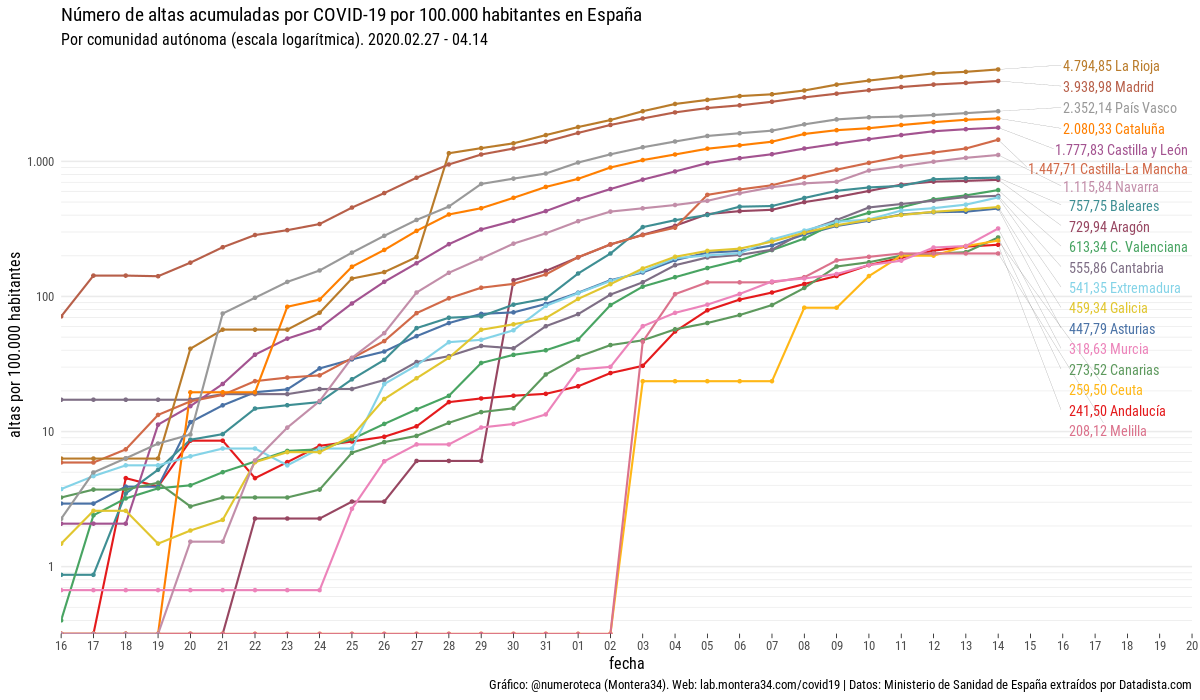 Número de altas acumuladas por COVID-19 por 100.000 habitantes en España
Por comunidad autónoma (escala logarítmica). 2020.02.27 - 04.14
altas por 100.000 habitantes
1.000
100
10
1
4.794,85 La Rioja
3.938,98 Madrid
2.352,14 País Vasco
2.080,33 Cataluña
1.777,83 Castilla y León
1.447,71 Castilla-La Mancha
1.115,84 Navarra
757,75 Baleares
729,94 Aragón
613,34 C. Valenciana
555,86 Cantabria
541,35 Extremadura
459,34 Galicia
447,79 Asturias
318,63 Murcia
273,52 Canarias
259,50 Ceuta
241,50 Andalucía
208,12 Melilla
16 17 18 19 20 21 22 23 24 25 26 27 28 29 30 31 01 02 03 04 05 06 07 08 09 10 11 12 13 14 15 16 17 18 19 20
fecha
Gráfico: @numeroteca (Montera34). Web: lab.montera34.com/covid19 | Datos: Ministerio de Sanidad de España extraídos por Datadista.com